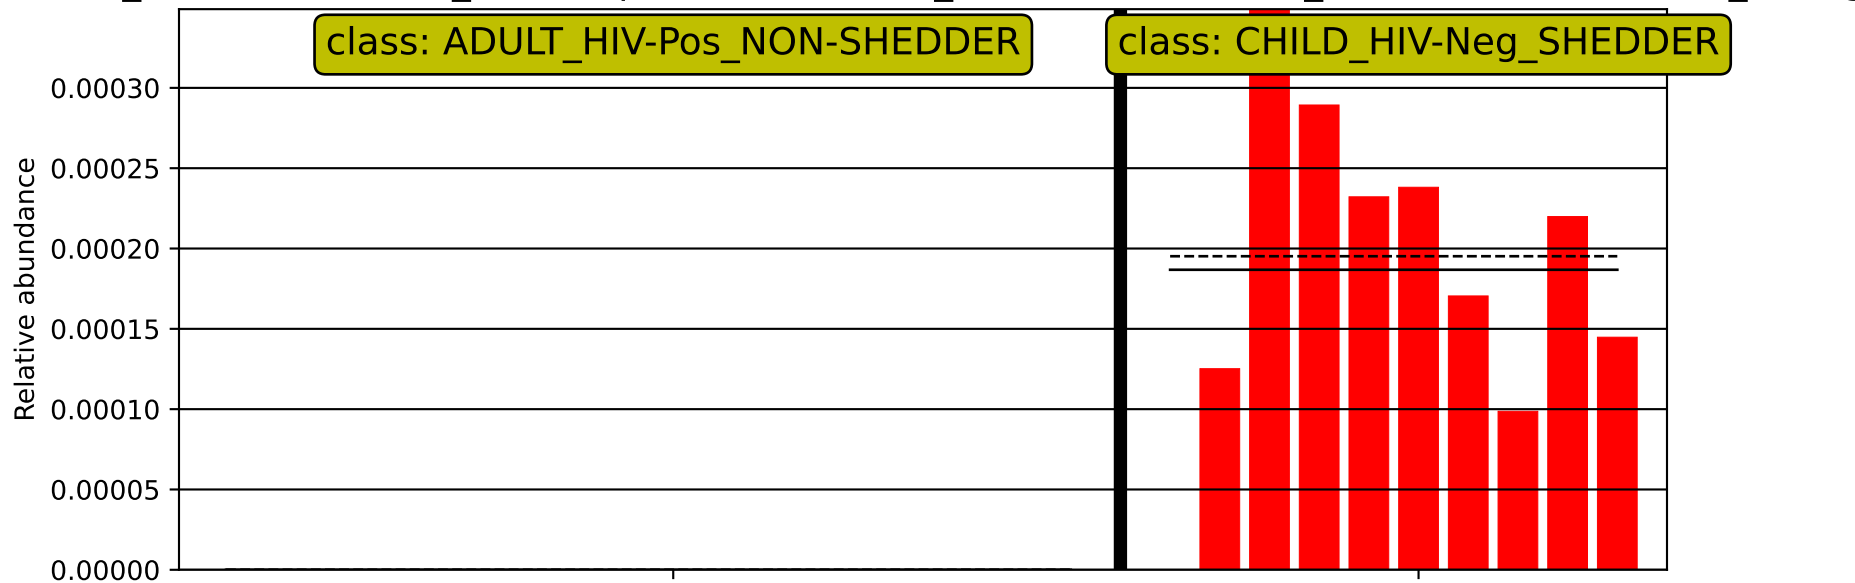 class: ADULT_HIV-Pos_NON-SHEDDER
class: CHILD_HIV-Neg_SHEDDER
0.00030
0.00025
0.00020
0.00015
0.00010
0.00005
0.00000
Relative abundance